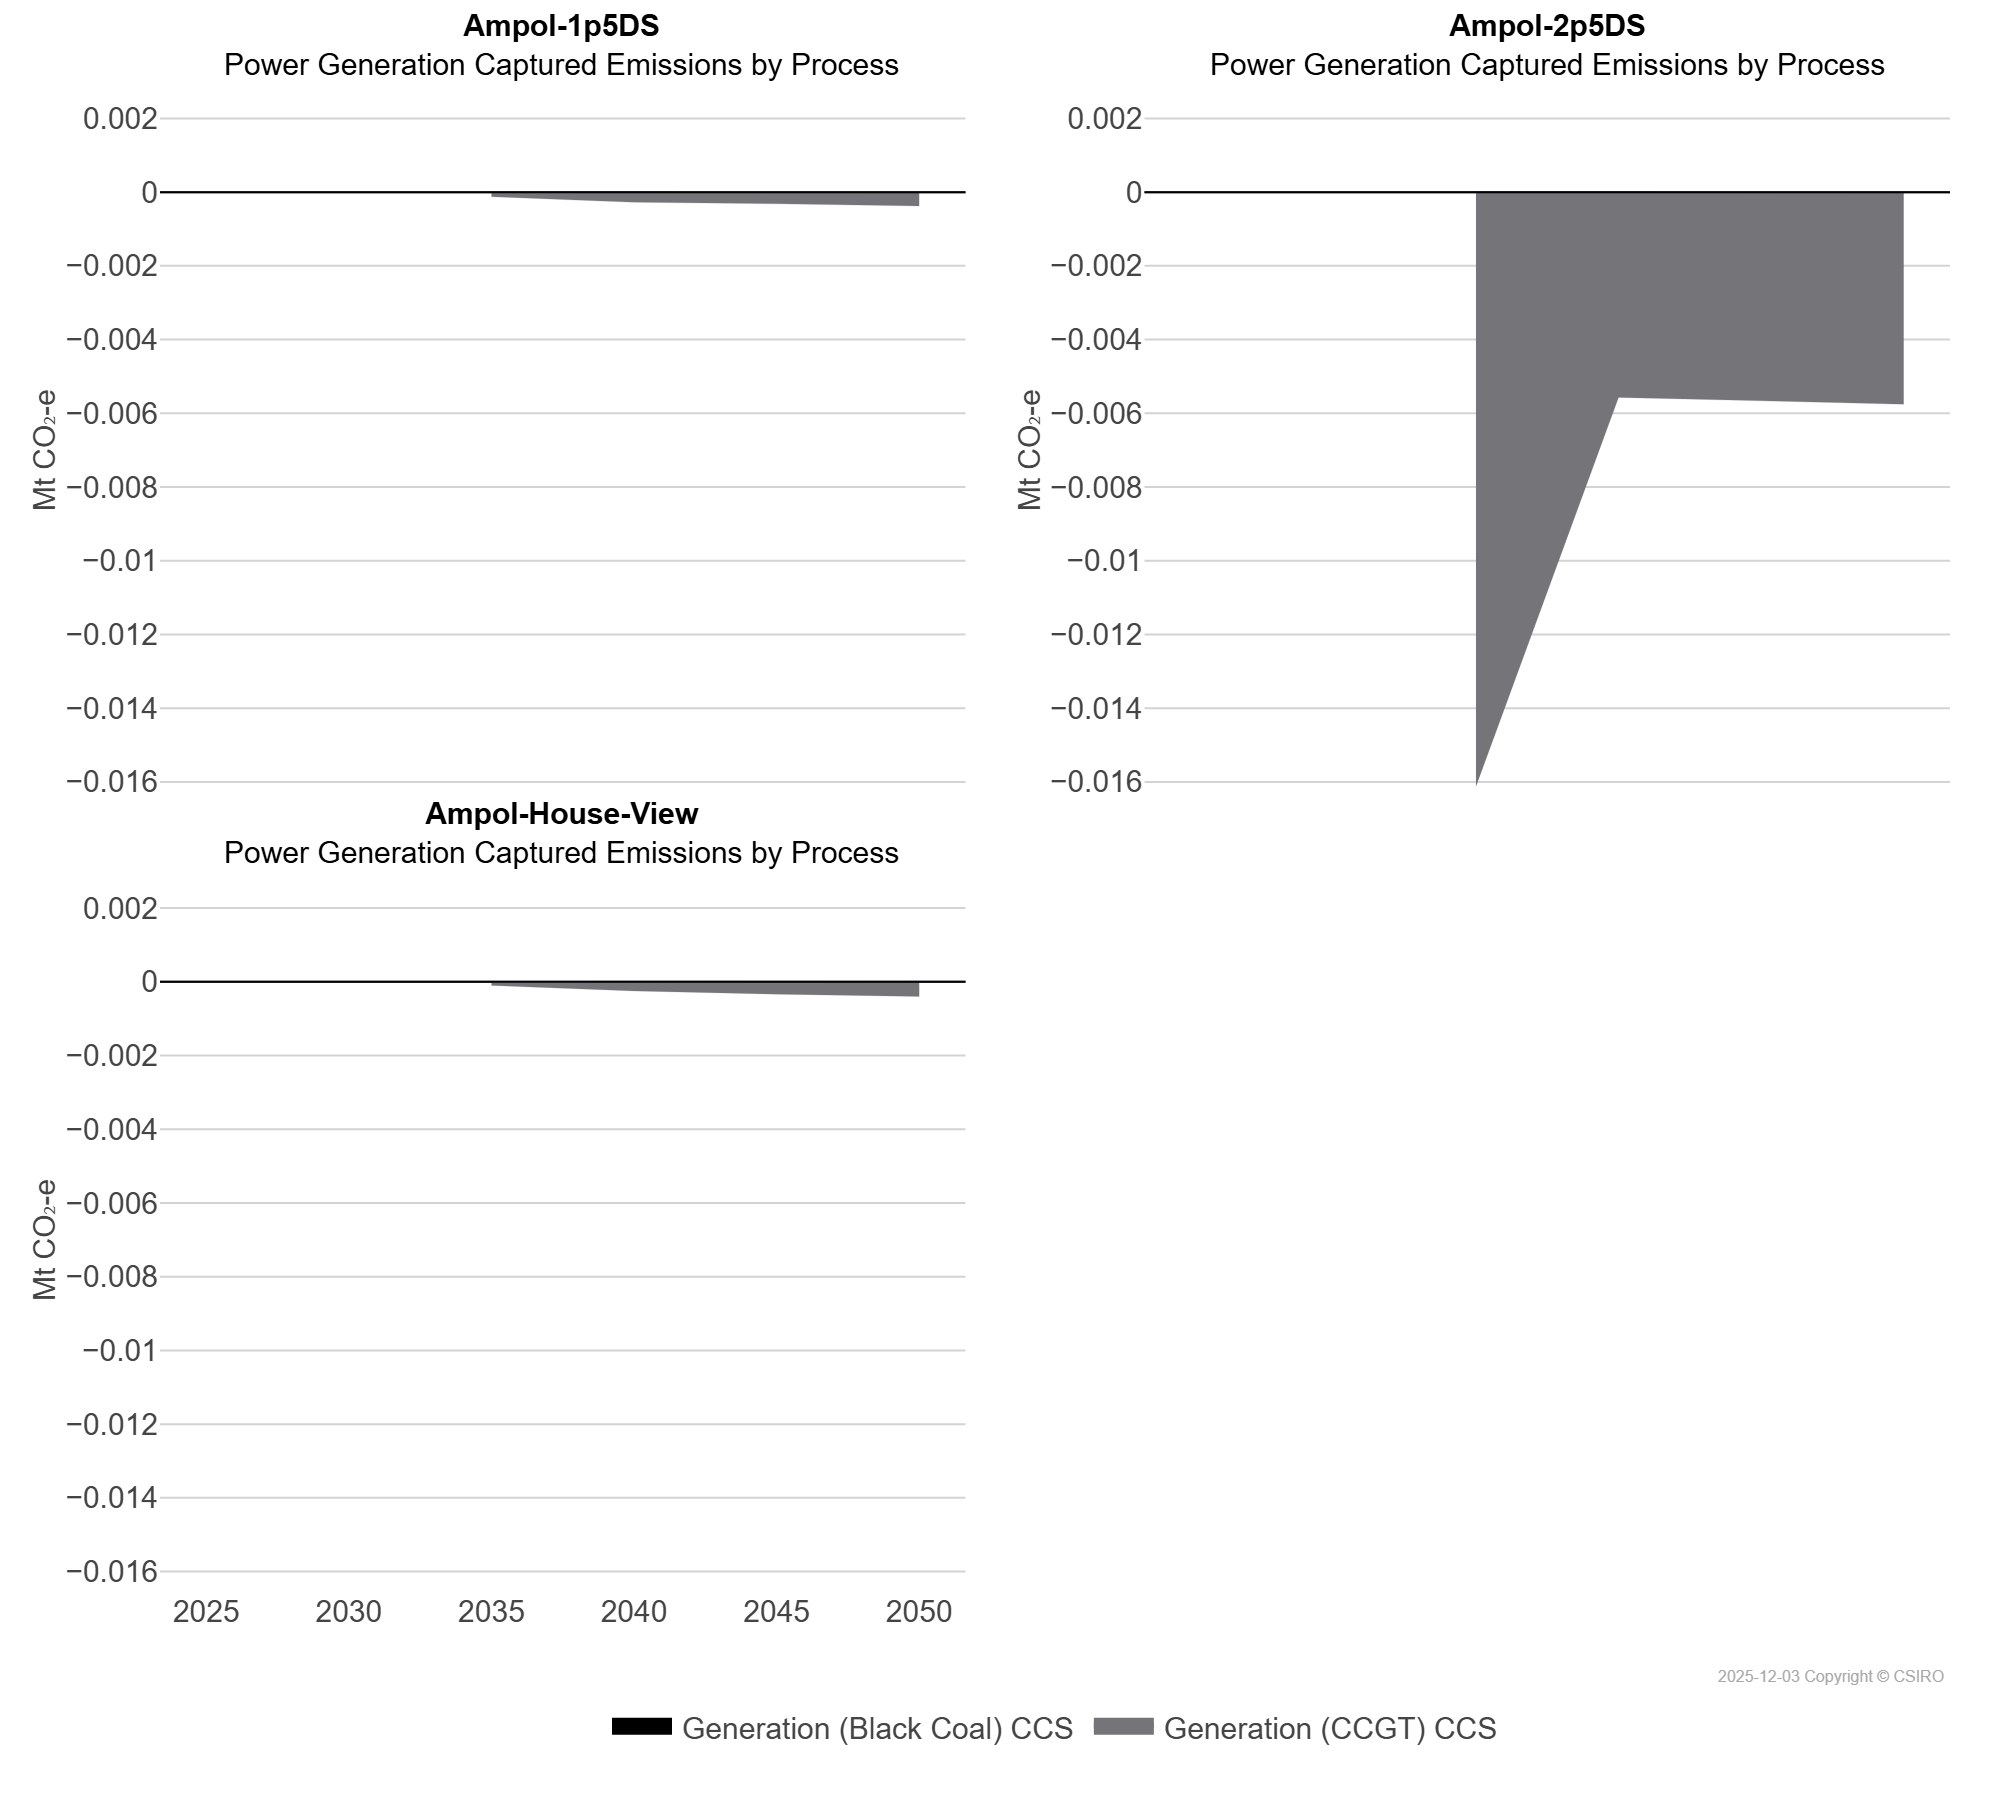 Ampol-1p5DS
Power Generation Captured Emissions by Process
0.002
0
−0.002
−0.004
−0.006
−0.008
−0.01
−0.012
−0.014
−0.016
Mt CO₂-e
Ampol-2p5DS
Power Generation Captured Emissions by Process
0.002
0
−0.002
−0.004
−0.006
−0.008
−0.01
−0.012
−0.014
−0.016
Mt CO₂-e
Ampol-House-View
Power Generation Captured Emissions by Process
0.002
0
−0.002
−0.004
−0.006
−0.008
−0.01
−0.012
−0.014
−0.016
Mt CO₂-e
2025 2030 2035 2040 2045 2050
2025-12-03 Copyright © CSIRO
Generation (Black Coal) CCS Generation (CCGT) CCS